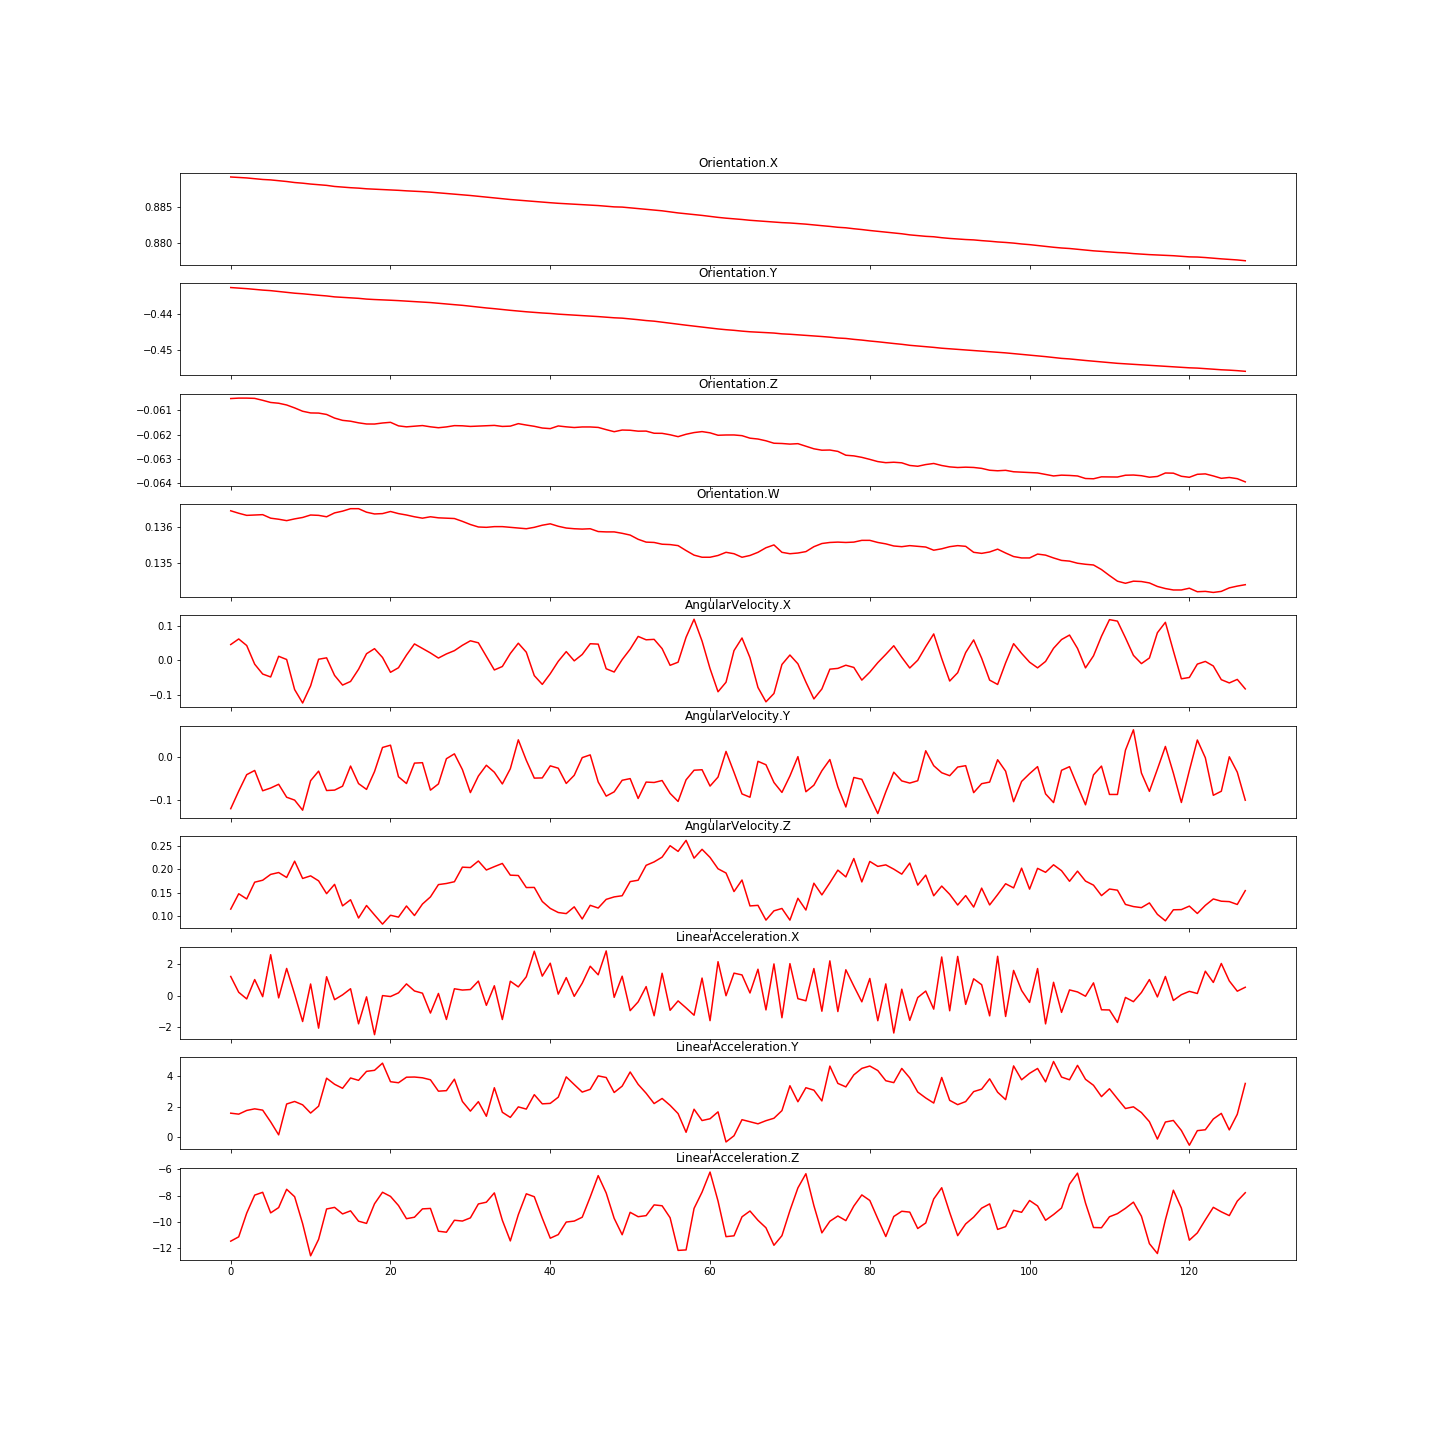 Orientation.X
0.885
0.880
Orientation.Y
−0.44
−0.45
Orientation.Z
−0.061
−0.062
−0.063
−0.064
Orientation.W
0.136
0.135
AngularVelocity.X
0.1
0.0
−0.1
AngularVelocity.Y
0.0
−0.1
AngularVelocity.Z
0.25
0.20
0.15
0.10
LinearAcceleration.X
2
0
−2
LinearAcceleration.Y
4
2
0
LinearAcceleration.Z
−6
−8
−10
−12
0 20 40 60 80 100 120